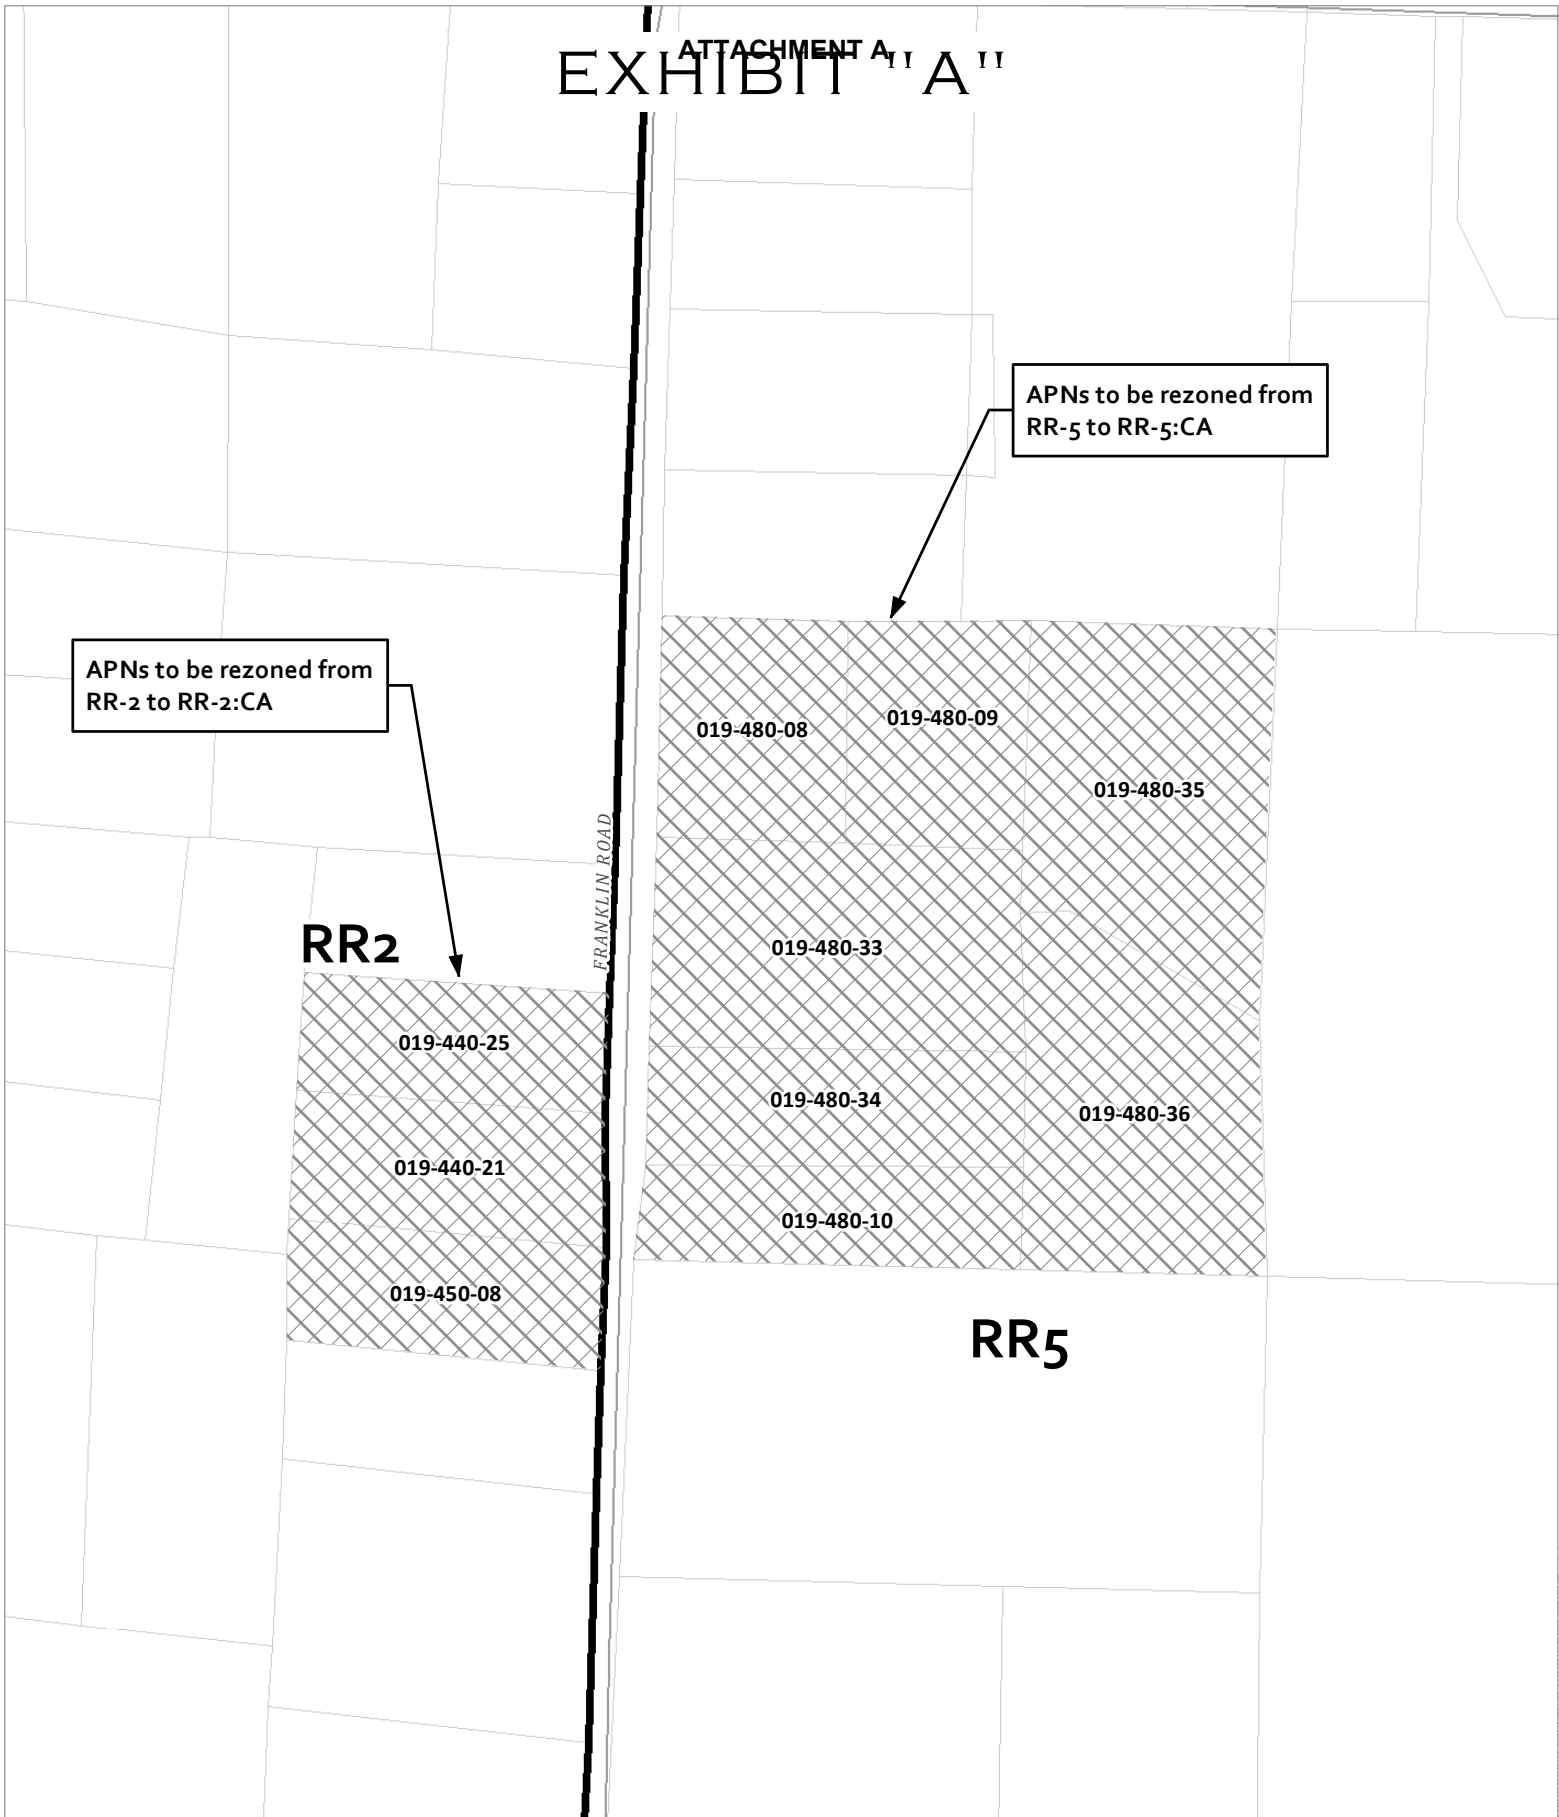 ATTACHMENT A
EXHIBIT "A"
APNs to be rezoned from
RR-5 to RR-5:CA
APNs to be rezoned from
RR-2 to RR-2:CA
019-480-08
019-480-09
019-480-35
FRANKLIN ROAD
RR2
019-480-33
019-440-25
019-480-34
019-480-36
019-440-21
019-480-10
019-450-08
RR5